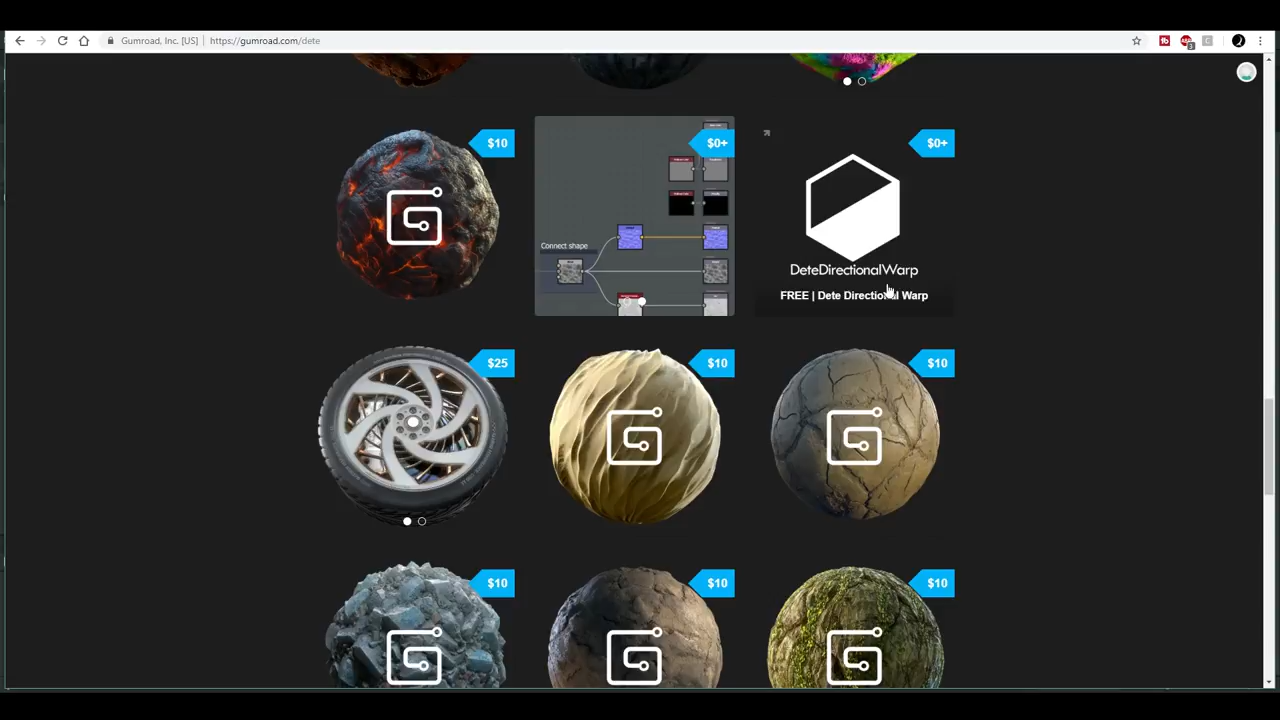 Gumroad, Inc. [US] | https://gumroad.com/dete
$10
$0+
$0+
Connect shape
DeteDirectionalWarp
FREE | Dete Directional Warp
$25
$10
$10
$10
$10
$10